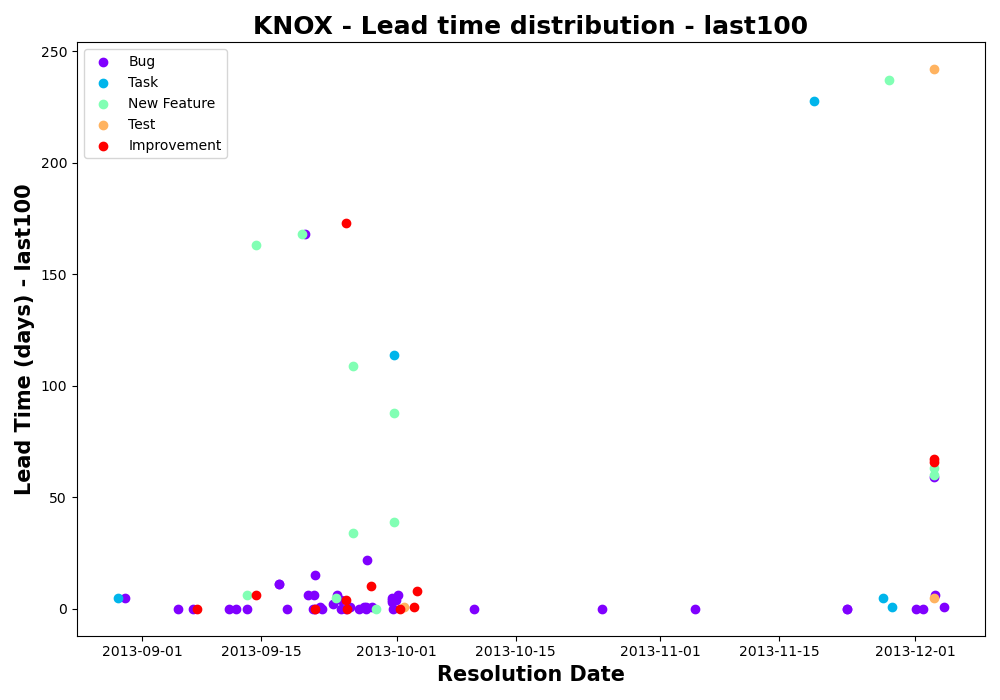 KNOX - Lead time distribution - last100
Lead Time (days) - last100
250
200
150
100
50
0
Bug
Task
New Feature
Test
Improvement
2013-09-01
2013-09-15
2013-10-01
2013-10-15
2013-11-01
2013-11-15
2013-12-01
Resolution Date